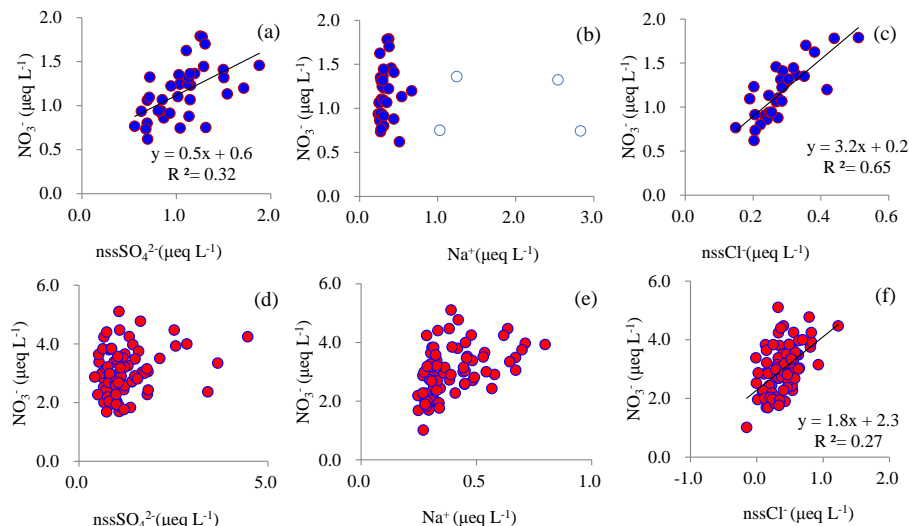 (a)
NO₃⁻ (μeq L⁻¹)
2.0
1.5
1.0
0.5
0.0
0.0
1.0
2.0
y = 0.5x + 0.6
R ²= 0.32
nssSO₄²⁻(μeq L⁻¹)
(b)
NO₃⁻ (μeq L⁻¹)
2.0
1.5
1.0
0.5
0.0
0.0
1.0
2.0
3.0
Na⁺(μeq L⁻¹)
(c)
NO₃⁻ (μeq L⁻¹)
2.0
1.5
1.0
0.5
0.0
0.0
0.2
0.4
0.6
y = 3.2x + 0.2
R ²= 0.65
nssCl⁻(μeq L⁻¹)
(d)
NO₃⁻ (μeq L⁻¹)
6.0
4.0
2.0
0.0
0.0
5.0
nssSO₄²⁻(μeq L⁻¹)
(e)
NO₃⁻ (μeq L⁻¹)
6.0
4.0
2.0
0.0
0.0
0.5
1.0
Na⁺(μeq L⁻¹)
(f)
NO₃⁻ (μeq L⁻¹)
6.0
4.0
2.0
0.0
-1.0
0.0
1.0
2.0
y = 1.8x + 2.3
R ²= 0.27
nssCl⁻ (μeq L⁻¹)